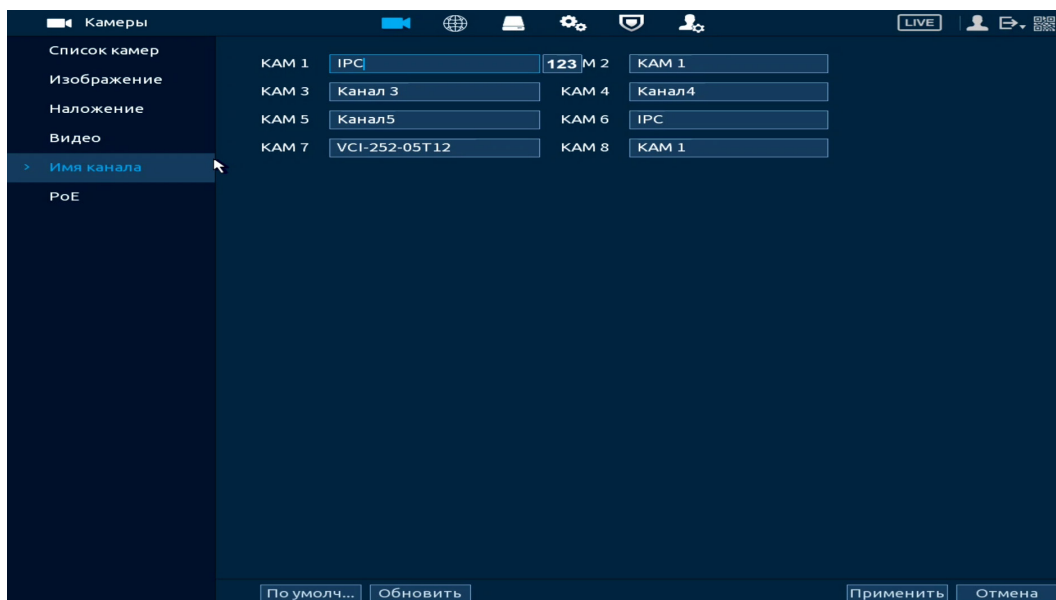 Камеры LIVE
Список камер
Изображение
Наложение
Видео
> Имя канала
PoE
КАМ 1 IPC 123 М 2 КАМ 1
КАМ 3 Канал 3 КАМ 4 Канал4
КАМ 5 Канал5 КАМ 6 IPC
КАМ 7 VCI-252-05T12 КАМ 8 КАМ 1
По умолч... Обновить Применить Отмена